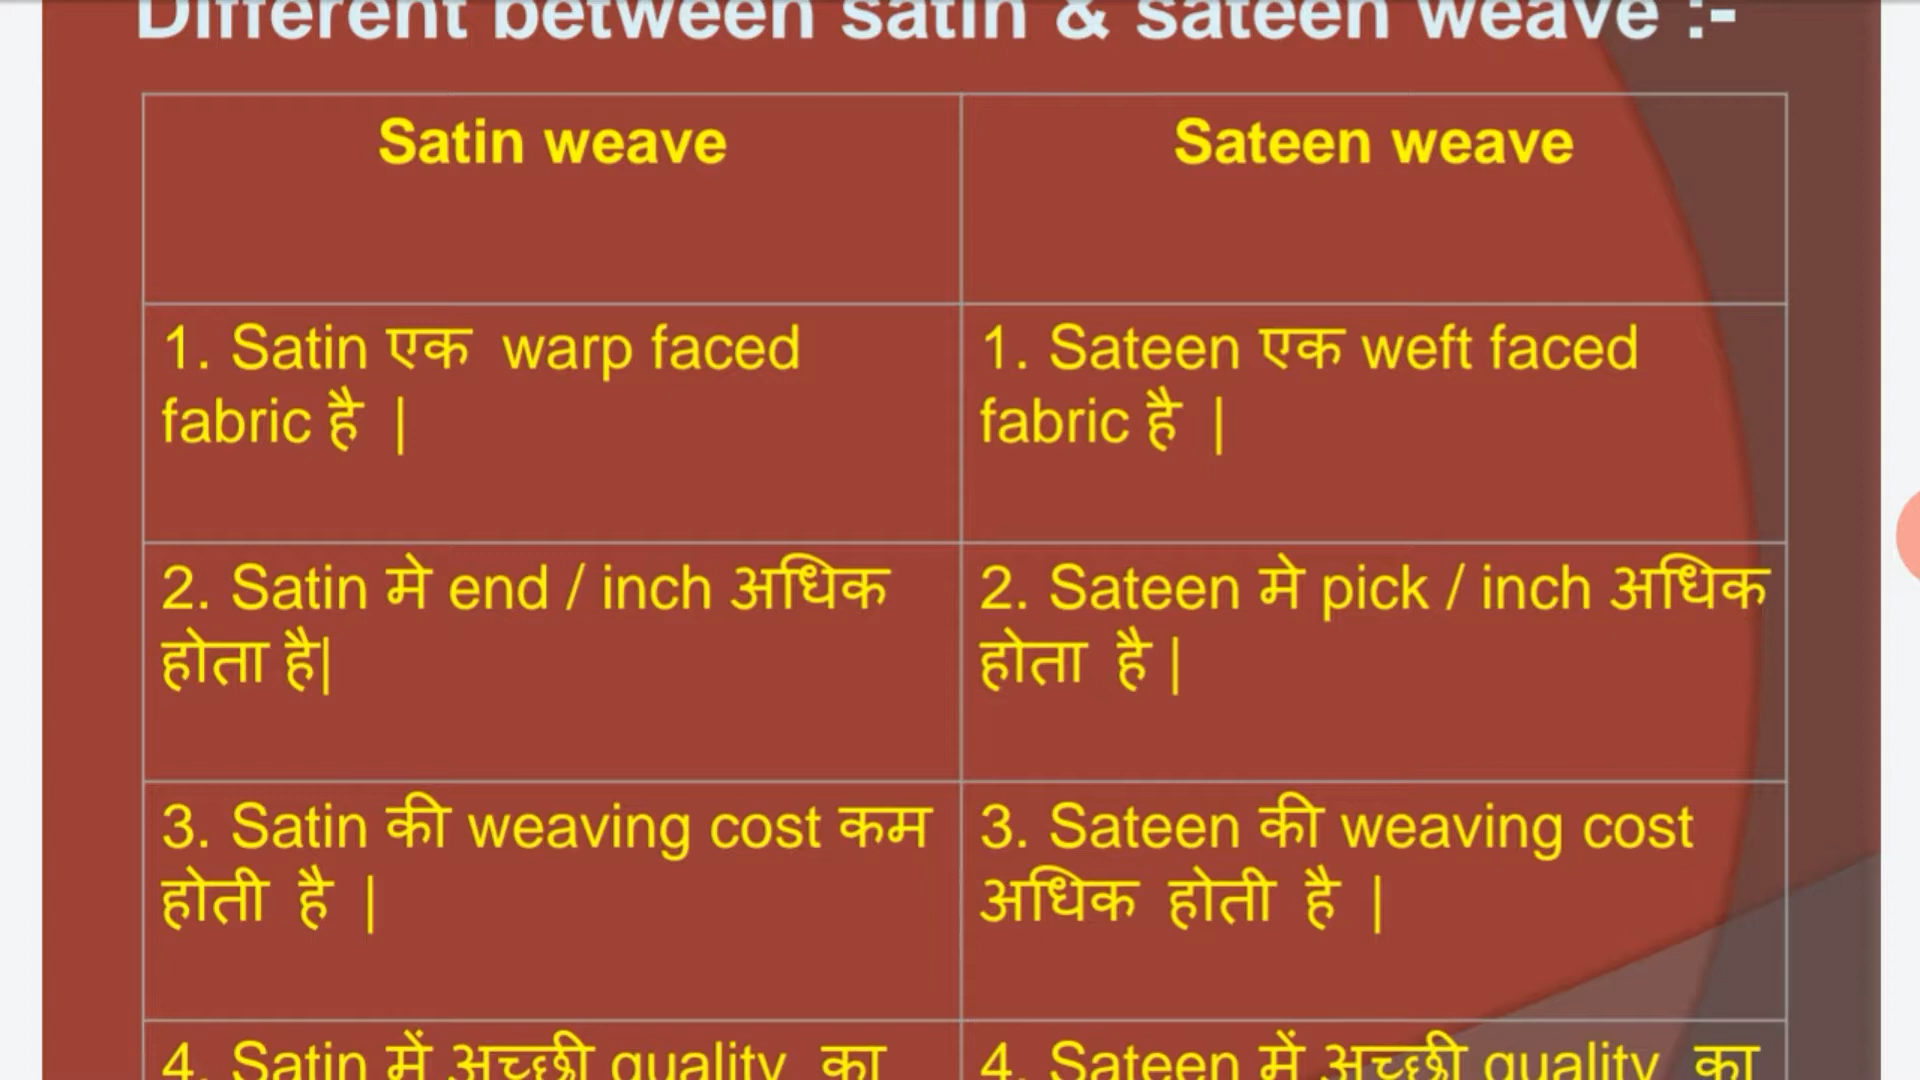 Different between satin & sateen weave :-
Satin weave
Sateen weave
1. Satin एक warp faced
fabric है |
1. Sateen एक weft faced
fabric है |
2. Satin मे end / inch अधिक
होता है|
2. Sateen मे pick / inch अधिक
होता है |
3. Satin की weaving cost कम
होती है |
3. Sateen की weaving cost
अधिक होती है |
4. Satin में अच्छी quality का
4. Sateen में अच्छी quality का